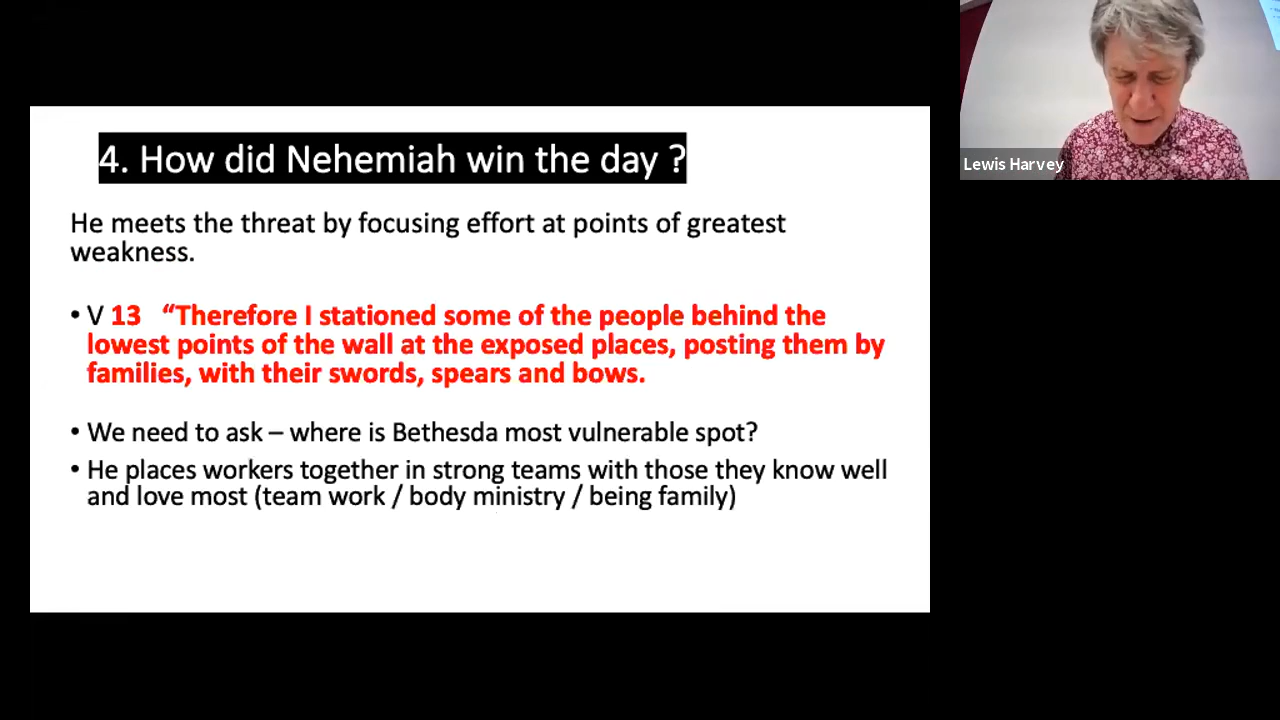 4. How did Nehemiah win the day ?
He meets the threat by focusing effort at points of greatest
weakness.
• V 13 “Therefore I stationed some of the people behind the
lowest points of the wall at the exposed places, posting them by
families, with their swords, spears and bows.
• We need to ask – where is Bethesda most vulnerable spot?
• He places workers together in strong teams with those they know well
and love most (team work / body ministry / being family)
Lewis Harvey